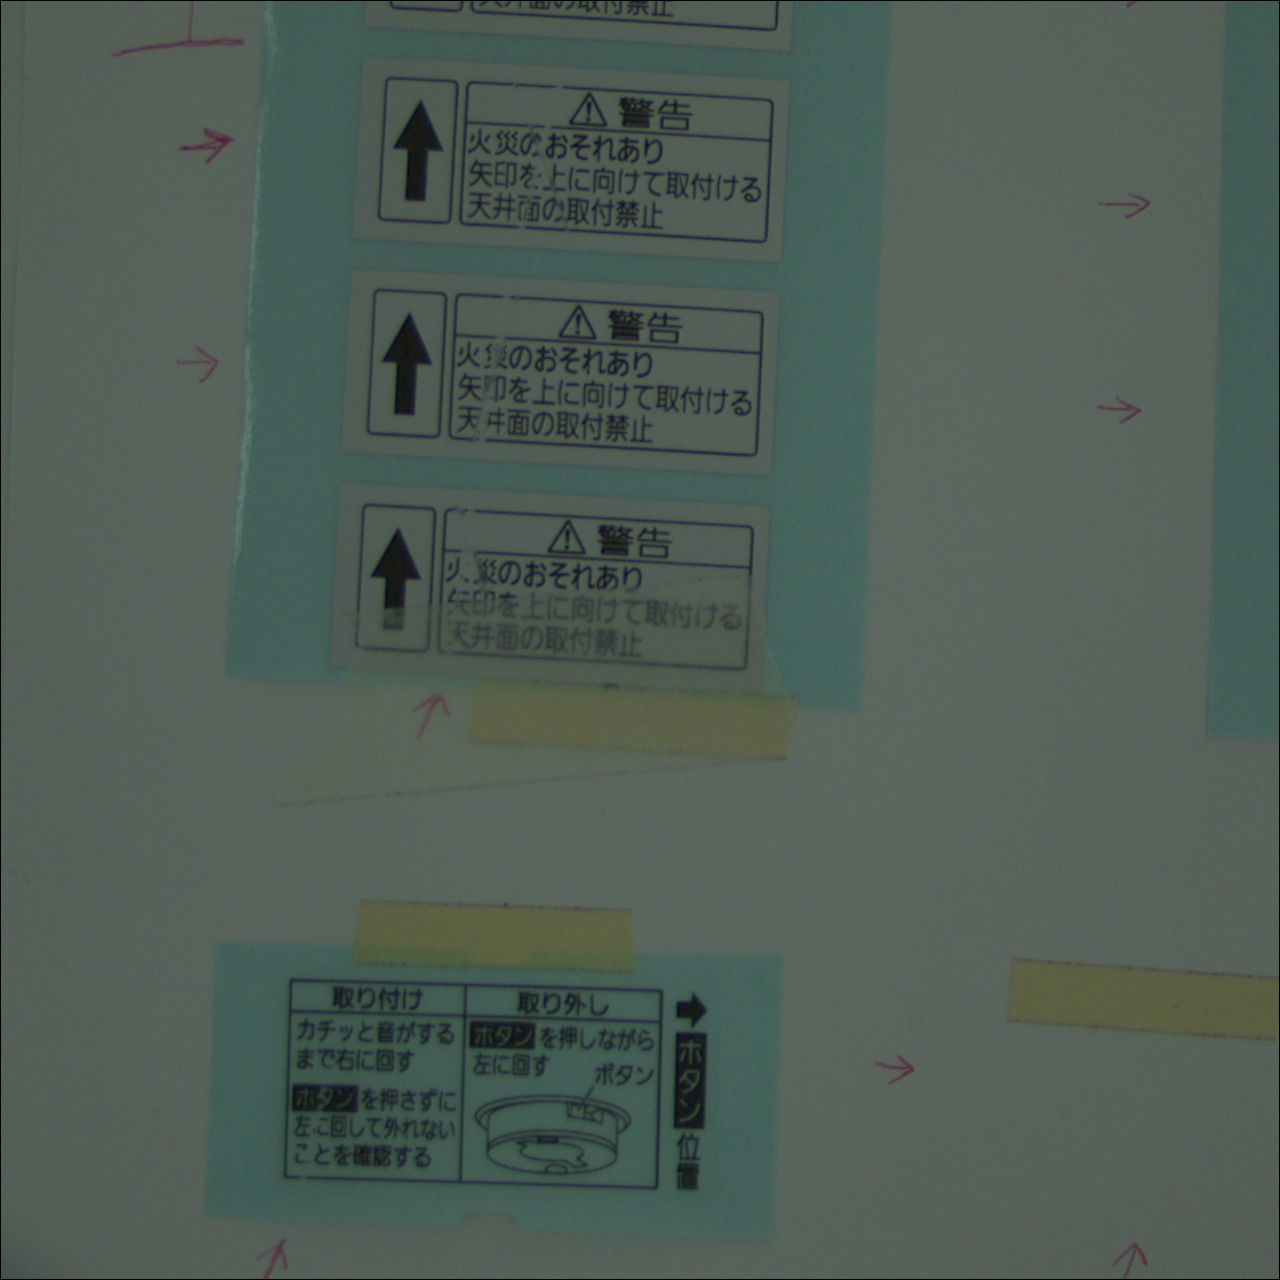 天井面の取付禁止
警告
火災のおそれあり
矢印を上に向けて取付ける
天井面の取付禁止
警告
火災のおそれあり
矢印を上に向けて取付ける
天井面の取付禁止
警告
火災のおそれあり
矢印を上に向けて取付ける
天井面の取付禁止
取り付け
カチッと音がする
まで右に回す
ボタンを押さずに
左に回して外れない
ことを確認する
取り外し
ボタンを押しながら
左に回す
ボタン
ボタン位置